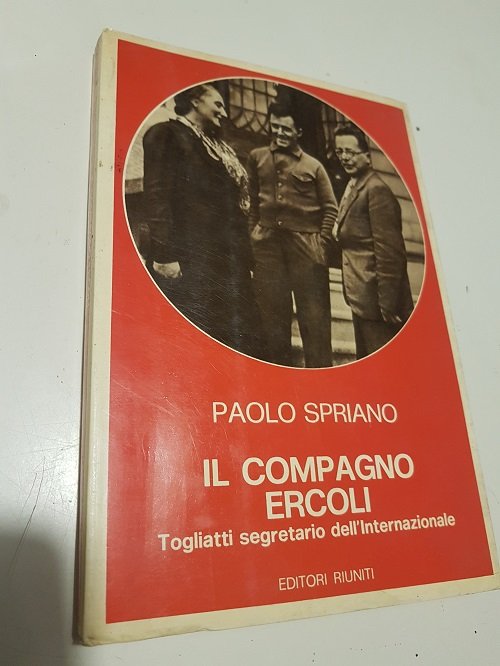 PAOLO SPRIANO
IL COMPAGNO
ERCOLI
Togliatti segretario dell'Internazionale
EDITORI RIUNITI